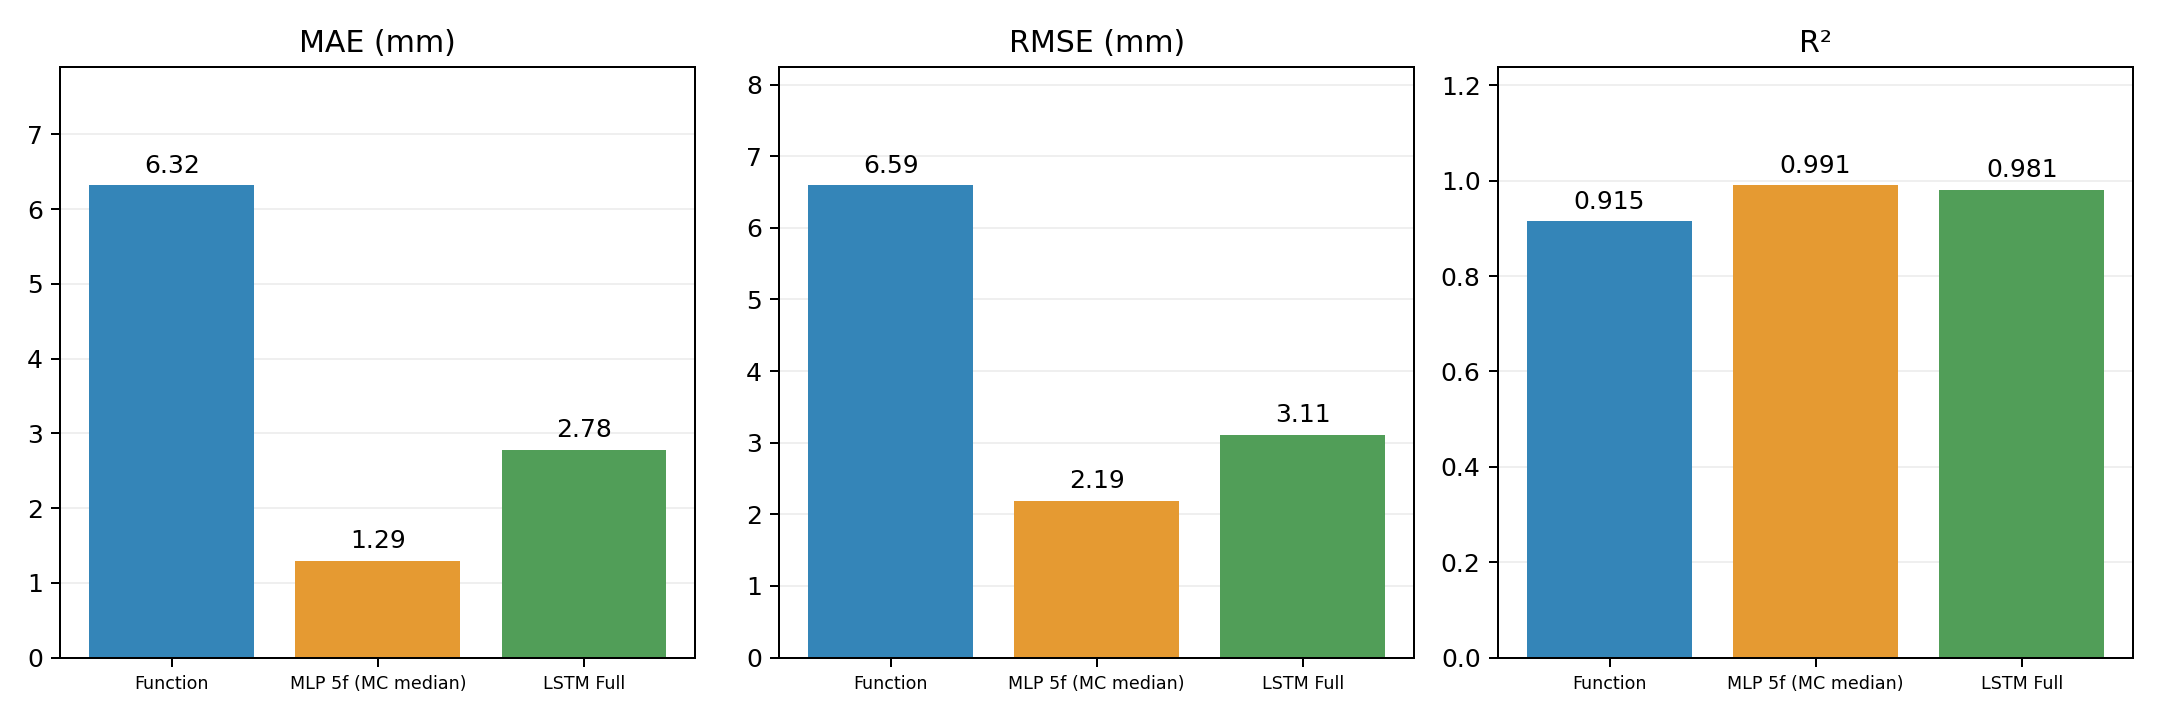 MAE (mm)
7
6
5
4
3
2
1
0
6.32
1.29
2.78
Function
MLP 5f (MC median)
LSTM Full
RMSE (mm)
8
7
6
5
4
3
2
1
0
6.59
2.19
3.11
Function
MLP 5f (MC median)
LSTM Full
R²
1.2
1.0
0.8
0.6
0.4
0.2
0.0
0.915
0.991
0.981
Function
MLP 5f (MC median)
LSTM Full